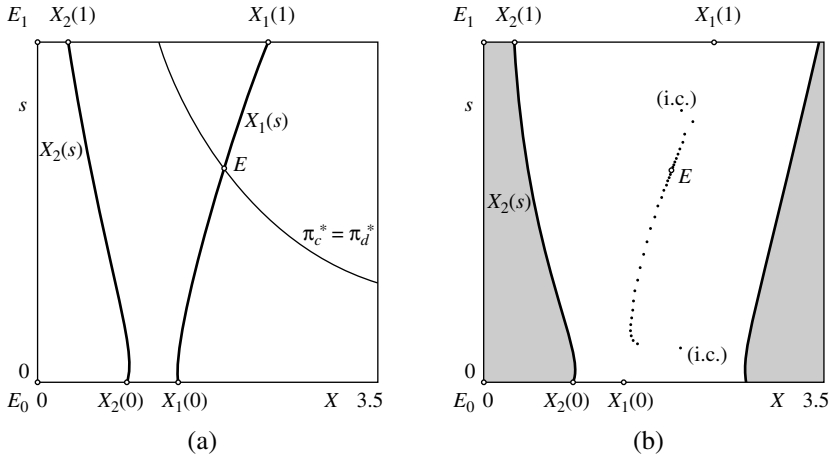 E₁ X₂(1) X₁(1)
s
X₁(s)
X₂(s)
E
π_c* = π_d*
0
E₀ 0 X₂(0) X₁(0) X 3.5
(a)
E₁ X₂(1) X₁(1)
(i.c.)
s
E
X₂(s)
(i.c.)
0
E₀ 0 X₂(0) X₁(0) X 3.5
(b)